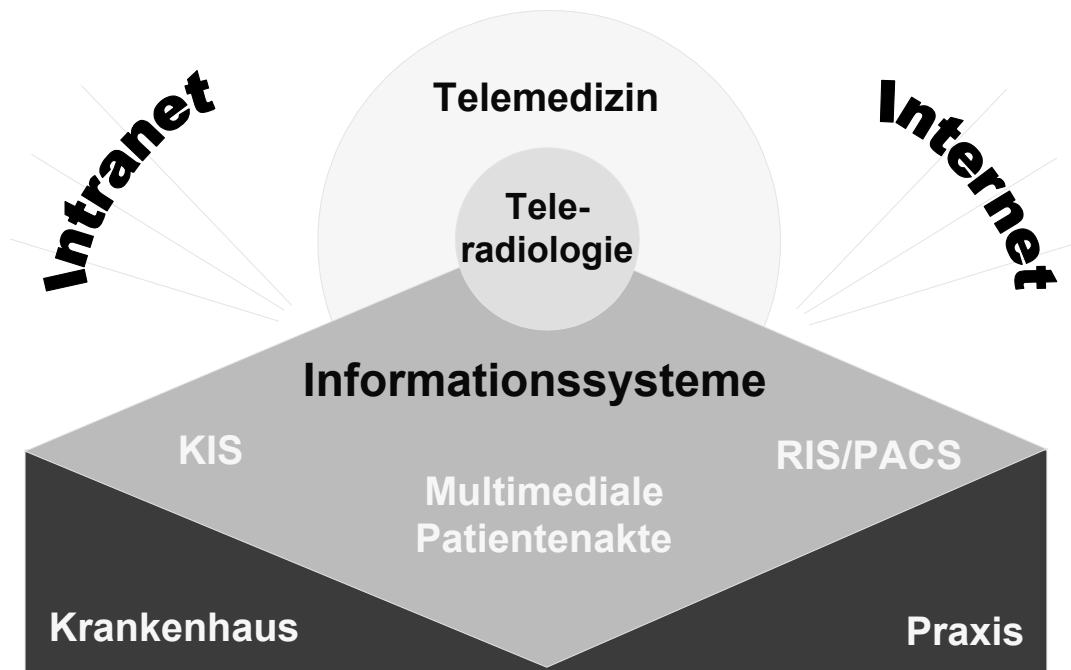 Intranet
Telemedizin
Internet
Tele-
radiologie
Informationssysteme
KIS
RIS/PACS
Multimediale
Patientenakte
Krankenhaus
Praxis